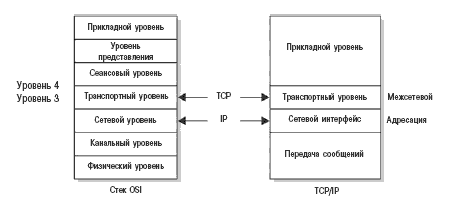 Прикладной уровень
Уровень
представления
Сеансовый уровень
Транспортный уровень
Сетевой уровень
Канальный уровень
Физический уровень
Стек OSI
Уровень 4
Уровень 3
TCP
IP
Прикладной уровень
Транспортный уровень
Сетевой интерфейс
Передача сообщений
TCP/IP
Межсетевой
Адресация